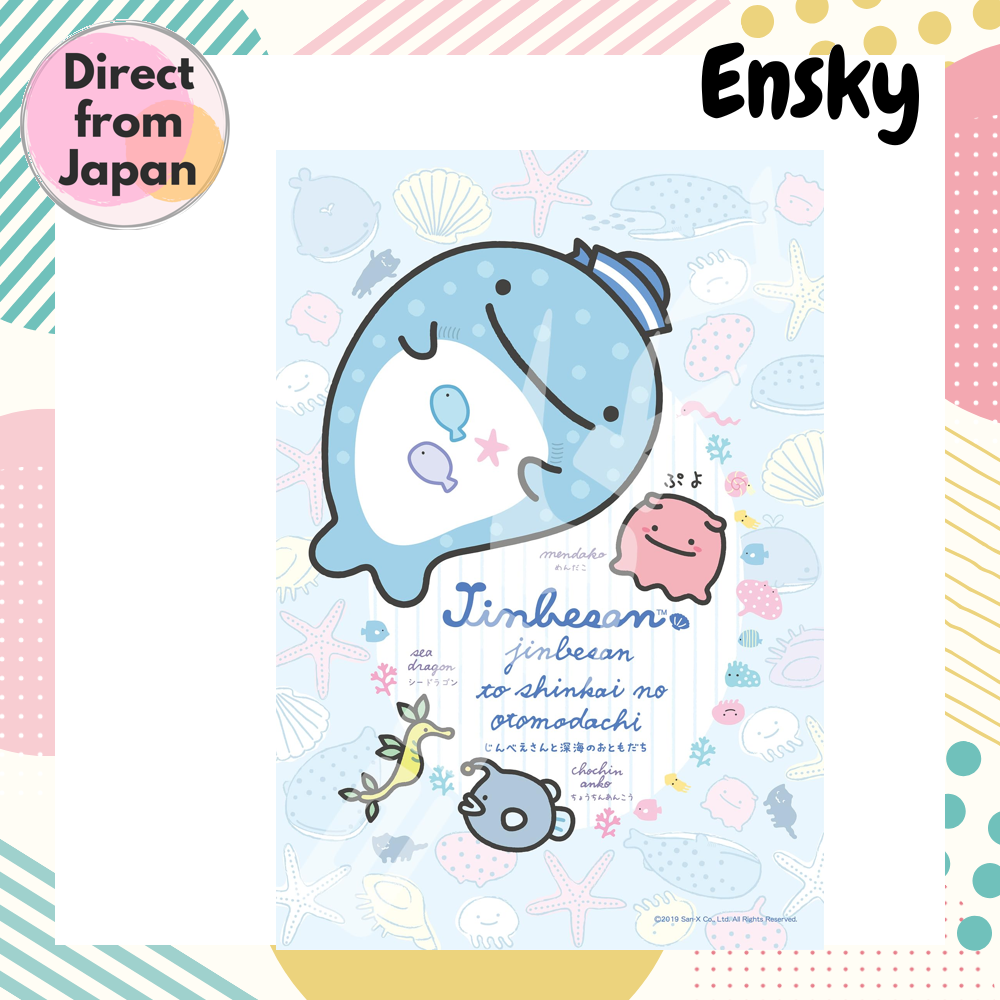 Direct
from
Japan
Ensky
ぷよ
mendako
めんだこ
Jinbesan™
jinbesan
to shinkai no
otomodachi
じんべえさんと深海のおともだち
sea
dragon
シードラゴン
chochin
anko
ちょうちんあんこう
©2019 San-X Co., Ltd. All Rights Reserved.